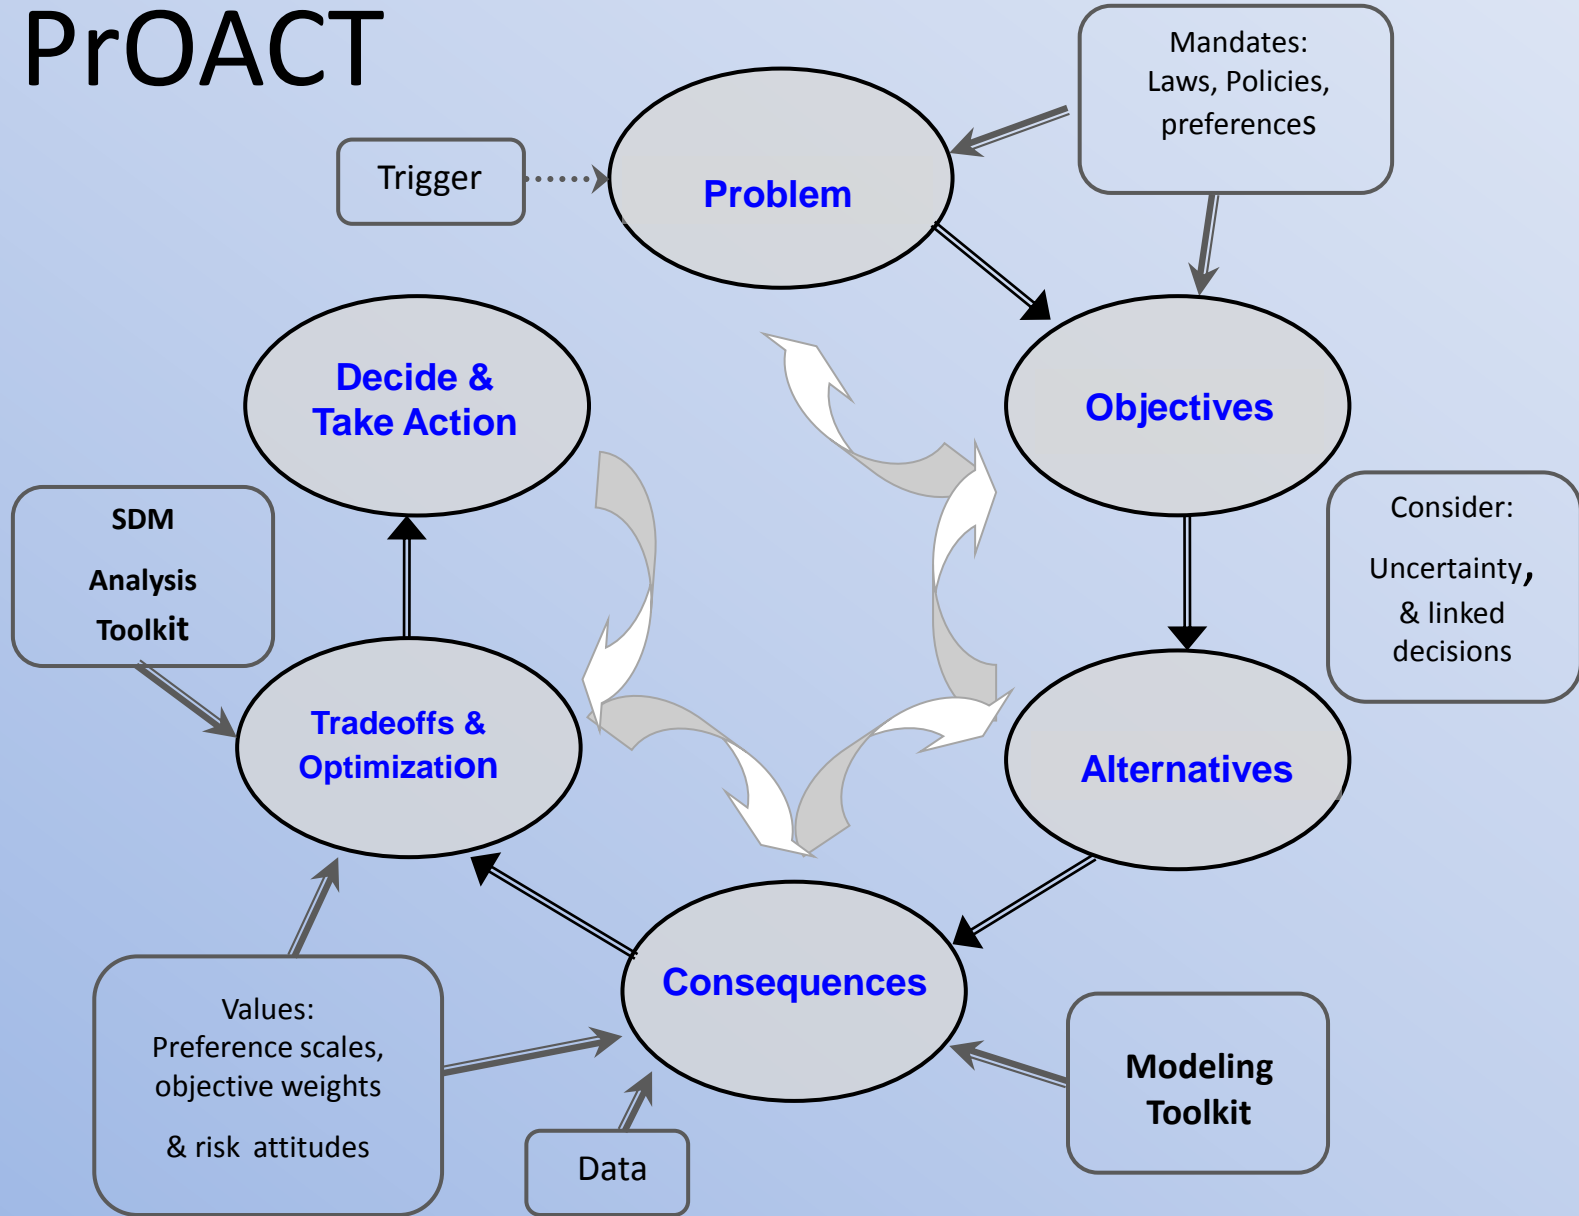 PrOACT
Mandates:
Laws, Policies,
preferences
Trigger
Problem
Decide &
Take Action
Objectives
SDM
Analysis
Toolkit
Consider:
Uncertainty,
& linked
decisions
Tradeoffs &
Optimization
Alternatives
Consequences
Values:
Preference scales,
objective weights
& risk attitudes
Modeling
Toolkit
Data